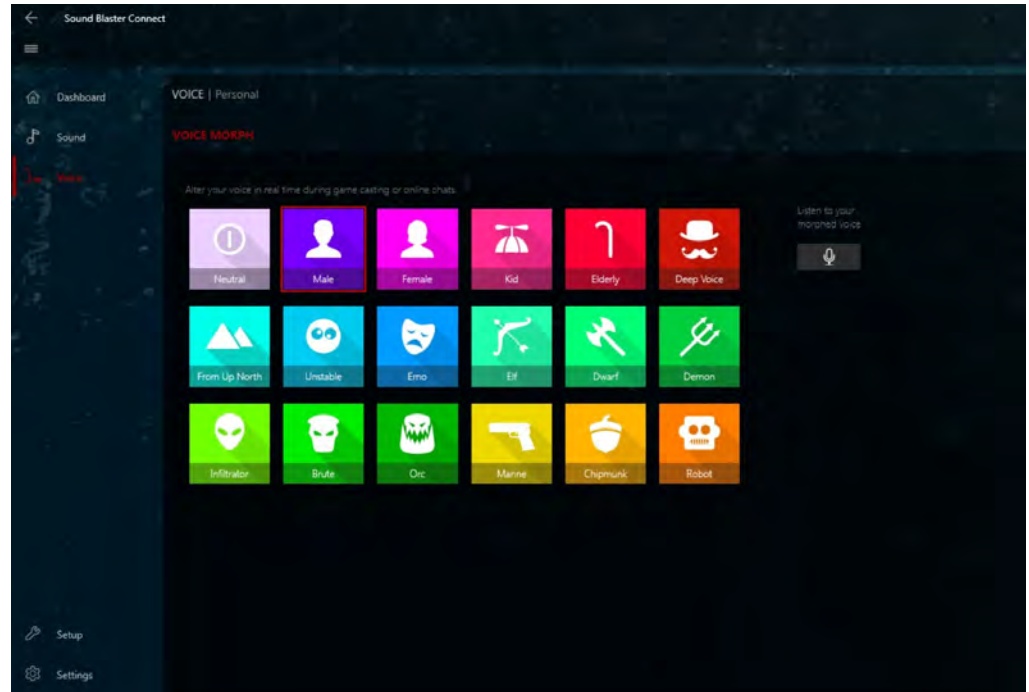 Sound Blaster Connect
Dashboard
Sound
Voice
VOICE | Personal
VOICE MORPH
Alter your voice in real time during game casting or online chats.
Neutral
Male
Female
Kid
Elderly
Deep Voice
From Up North
Unstable
Emo
Elf
Dwarf
Demon
Infiltrator
Brute
Orc
Marine
Chipmunk
Robot
Listen to your
morphed voice
Setup
Settings